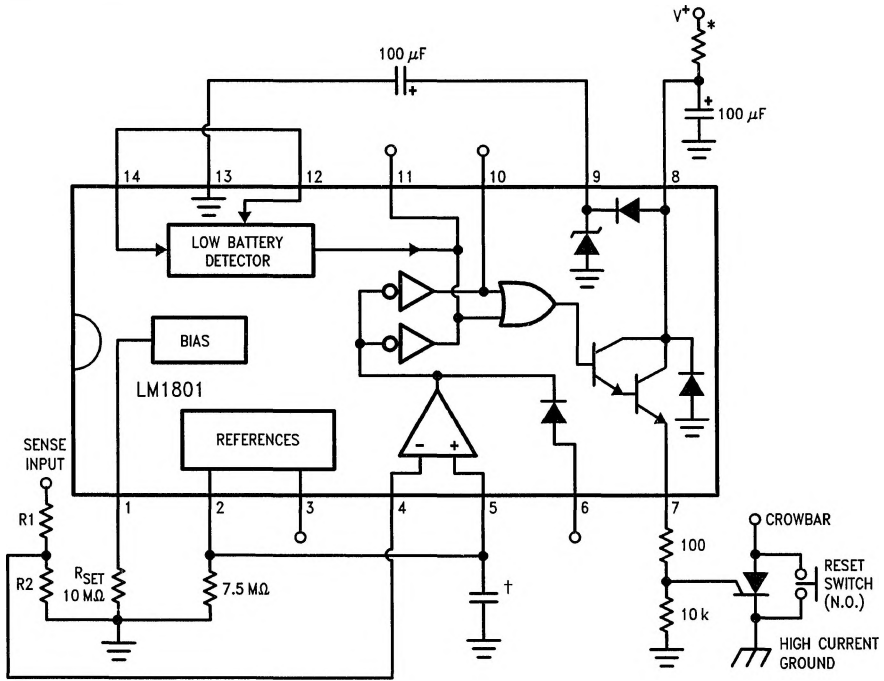 V+
*
100 μF
+
+
100 μF
14
13
12
11
10
9
8
LOW BATTERY
DETECTOR
BIAS
LM1801
REFERENCES
-
+
SENSE
INPUT
R1
R2
1
2
3
4
5
6
7
RSET
10 MΩ
7.5 MΩ
†
100
10 k
CROWBAR
RESET
SWITCH
(N.O.)
HIGH CURRENT
GROUND